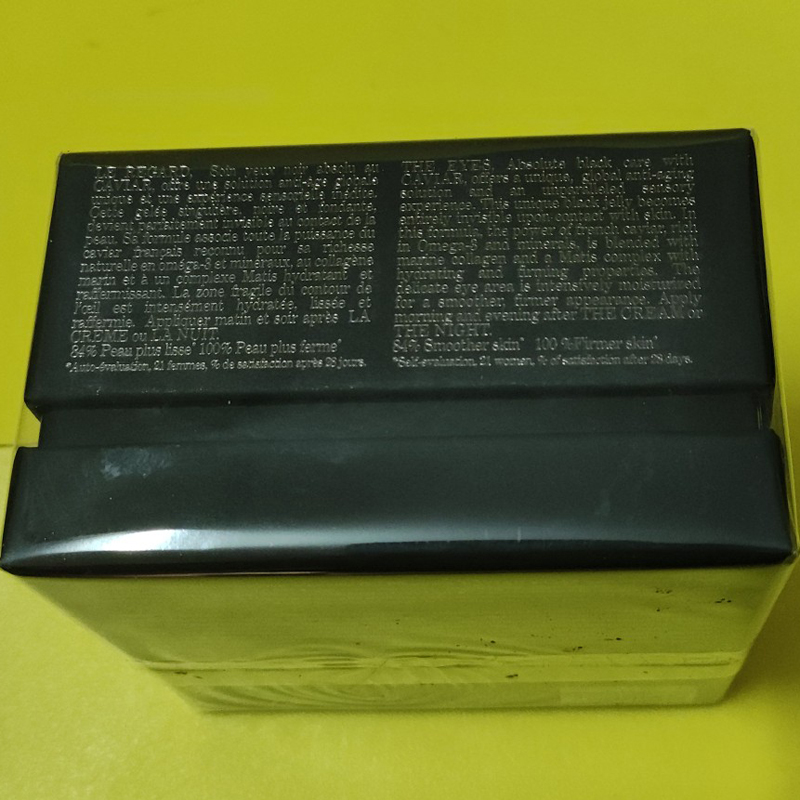 LE REGARD, Soin pour noir absolu au
CAVIAR, offre une solution anti-âge globale
unique et une expérience sensorielle
Cette gelée singulière, noire et
devient parfaitement invisible au contact de la
peau. Sa formule associe toute la puissance du
caviar français reconnu pour sa richesse
naturelle en oméga-9 et minéraux, au collagène
marin et à un complexe Matis hydratant et
raffermissant. La zone fragile du contour de
l'œil est intensément hydratée, lissée et
raffermie. Appliquer matin et soir après LA
CRÈME ou LA NUIT
84% Peau plus lisse* 100% Peau plus ferme*
*Auto-évaluation, 21 femmes, % de satisfaction après 28 jours.
THE EYES, Absolute black care with
CAVIAR, offers a unique, global anti-aging
solution and an unparalleled sensory
experience. This unique black jelly, becomes
entirely invisible upon contact with skin. In
this formula, the power of french caviar, rich
in Omega-9 and minerals, is blended with
marine collagen and a Matis complex with
hydrating and firming properties. The
delicate eye area is intensively moisturised
for a smoother firmer appearance. Apply
morning and evening after THE CREAM or
THE NIGHT
84% Smoother skin* 100 %Firmer skin*
*Self-evaluation, 21 women, % of satisfaction after 28 days.